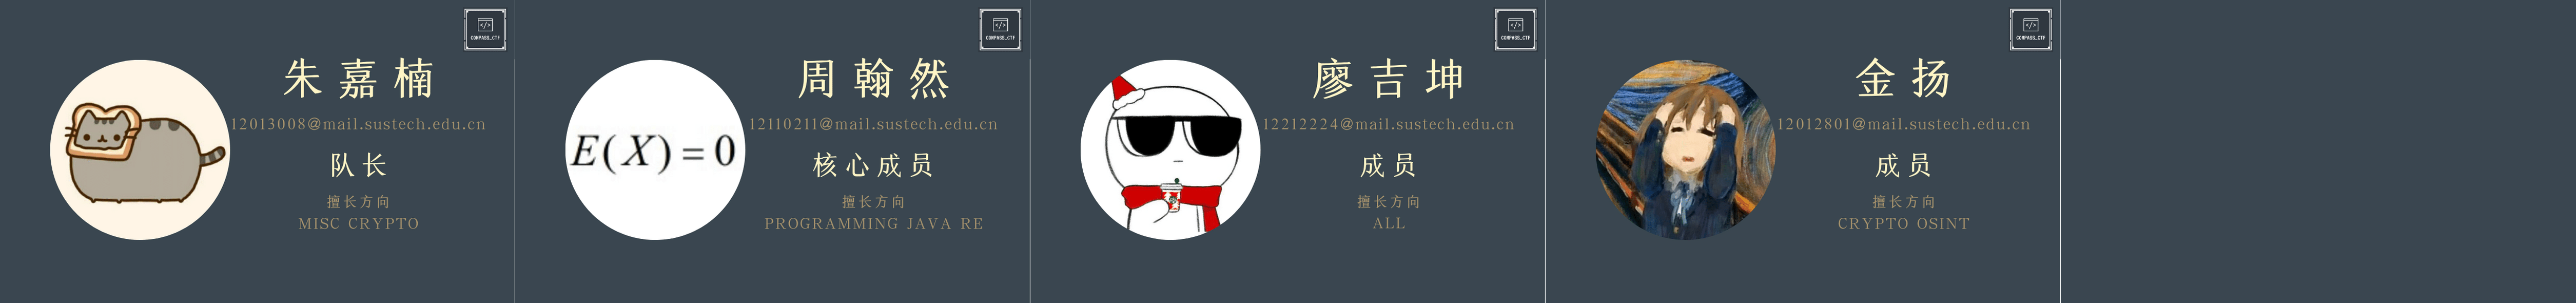 </>
COMPASS_CTF
朱嘉楠
12013008@mail.sustech.edu.cn
队长
擅长方向
MISC CRYPTO
</>
COMPASS_CTF
周翰然
E(X) = 0
12110211@mail.sustech.edu.cn
核心成员
擅长方向
PROGRAMMING JAVA RE
</>
COMPASS_CTF
廖吉坤
12212224@mail.sustech.edu.cn
成员
擅长方向
ALL
</>
COMPASS_CTF
金扬
12012801@mail.sustech.edu.cn
成员
擅长方向
CRYPTO OSINT